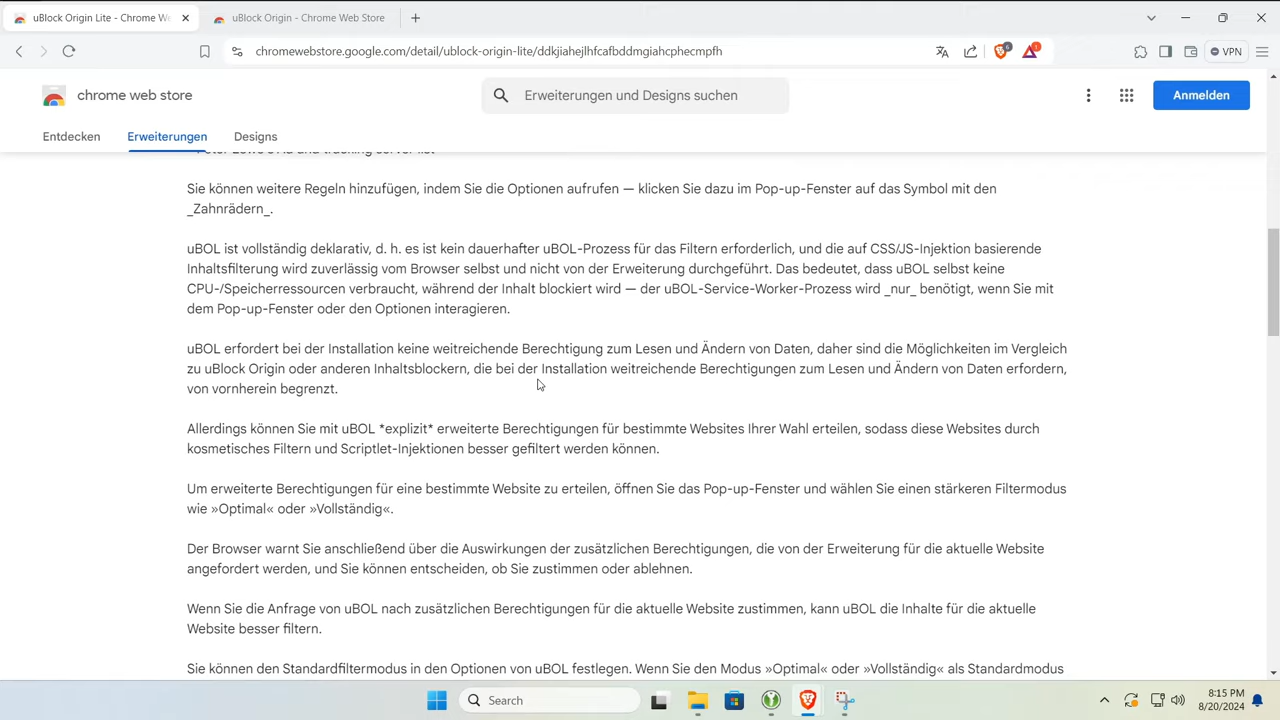 uBlock Origin Lite - Chrome We
uBlock Origin - Chrome Web Store
chromewebstore.google.com/detail/ublock-origin-lite/ddkjiahejlhfcafbddmgiahcphecmpfh
6
1
VPN
chrome web store
Erweiterungen und Designs suchen
Anmelden
Entdecken
Erweiterungen
Designs
Sie können weitere Regeln hinzufügen, indem Sie die Optionen aufrufen — klicken Sie dazu im Pop-up-Fenster auf das Symbol mit den
_Zahnrädern_.
uBOL ist vollständig deklarativ, d. h. es ist kein dauerhafter uBOL-Prozess für das Filtern erforderlich, und die auf CSS/JS-Injektion basierende
Inhaltsfilterung wird zuverlässig vom Browser selbst und nicht von der Erweiterung durchgeführt. Das bedeutet, dass uBOL selbst keine
CPU-/Speicherressourcen verbraucht, während der Inhalt blockiert wird — der uBOL-Service-Worker-Prozess wird _nur_ benötigt, wenn Sie mit
dem Pop-up-Fenster oder den Optionen interagieren.
uBOL erfordert bei der Installation keine weitreichende Berechtigung zum Lesen und Ändern von Daten, daher sind die Möglichkeiten im Vergleich
zu uBlock Origin oder anderen Inhaltsblockern, die bei der Installation weitreichende Berechtigungen zum Lesen und Ändern von Daten erfordern,
von vornherein begrenzt.
Allerdings können Sie mit uBOL *explizit* erweiterte Berechtigungen für bestimmte Websites Ihrer Wahl erteilen, sodass diese Websites durch
kosmetisches Filtern und Scriptlet-Injektionen besser gefiltert werden können.
Um erweiterte Berechtigungen für eine bestimmte Website zu erteilen, öffnen Sie das Pop-up-Fenster und wählen Sie einen stärkeren Filtermodus
wie »Optimal« oder »Vollständig«.
Der Browser warnt Sie anschließend über die Auswirkungen der zusätzlichen Berechtigungen, die von der Erweiterung für die aktuelle Website
angefordert werden, und Sie können entscheiden, ob Sie zustimmen oder ablehnen.
Wenn Sie die Anfrage von uBOL nach zusätzlichen Berechtigungen für die aktuelle Website zustimmen, kann uBOL die Inhalte für die aktuelle
Website besser filtern.
Sie können den Standardfiltermodus in den Optionen von uBOL festlegen. Wenn Sie den Modus »Optimal« oder »Vollständig« als Standardmodus
Search
8:15 PM
8/20/2024